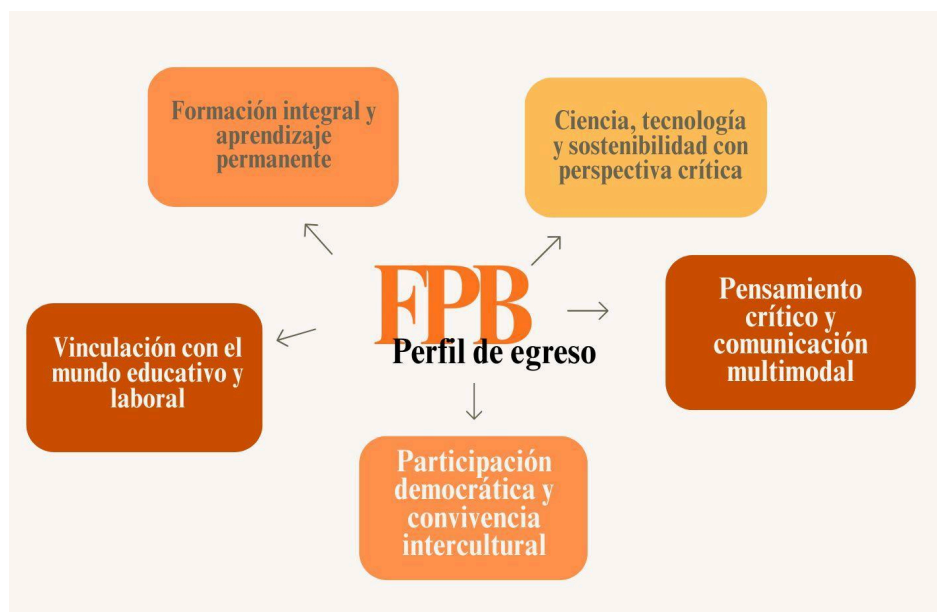 Formación integral y
aprendizaje
permanente
Ciencia, tecnología
y sostenibilidad con
perspectiva crítica
FPB
Perfil de egreso
Pensamiento
crítico y
comunicación
multimodal
Vinculación con el
mundo educativo y
laboral
Participación
democrática y
convivencia
intercultural